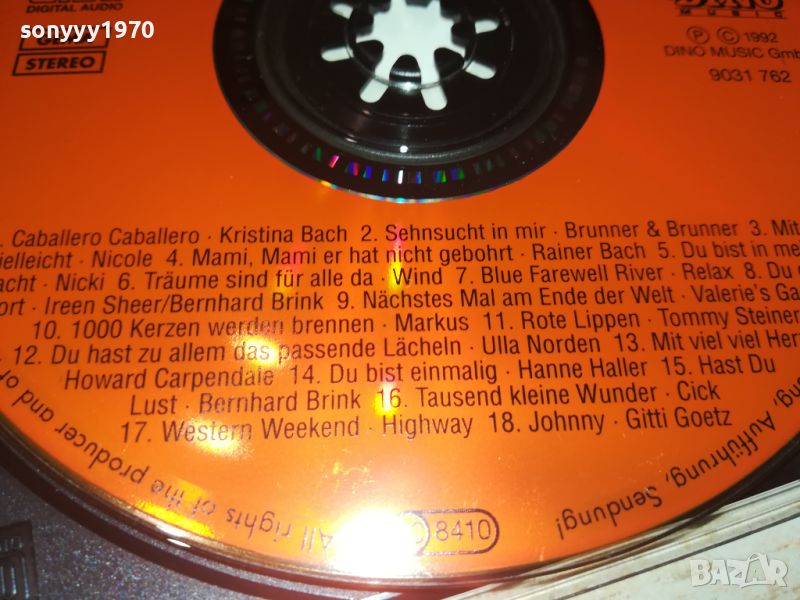 sonyyy1970
DIGITAL AUDIO
GEMA
STEREO
DINO
MUSIC
Ⓟ © 1992
DINO MUSIC Gmb
9031 762
. Caballero Caballero · Kristina Bach 2. Sehnsucht in mir · Brunner & Brunner 3. Mit
ielleicht · Nicole 4. Mami, Mami er hat nicht gebohrt · Rainer Bach 5. Du bist in me
acht · Nicki 6. Träume sind für alle da · Wind 7. Blue Farewell River · Relax 8. Du g
ort · Ireen Sheer/Bernhard Brink 9. Nächstes Mal am Ende der Welt · Valerie's Ga
10. 1000 Kerzen werden brennen · Markus 11. Rote Lippen · Tommy Steiner
12. Du hast zu allem das passende Lächeln · Ulla Norden 13. Mit viel viel Her
Howard Carpendale 14. Du bist einmalig · Hanne Haller 15. Hast Du
Lust · Bernhard Brink 16. Tausend kleine Wunder · Cick
17. Western Weekend · Highway 18. Johnny · Gitti Goetz
ung, Aufführung, Sendung!
All rights of the producer and of
8410
BAZAR